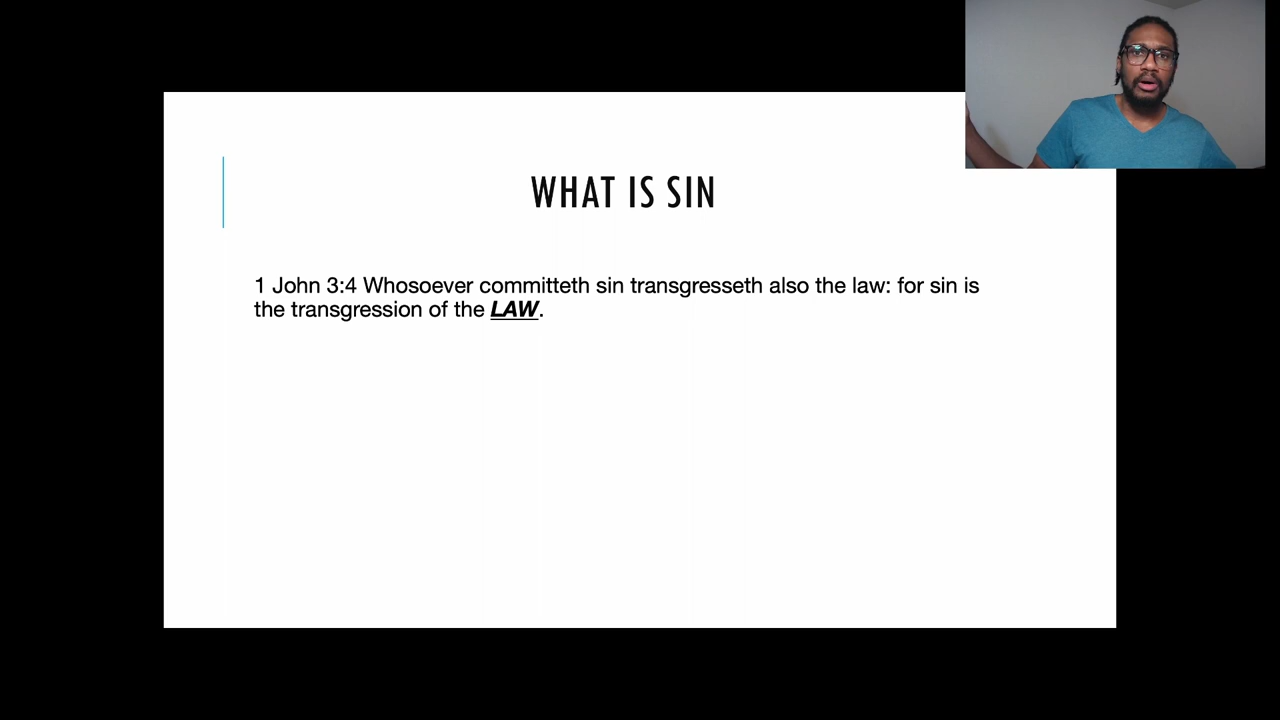 WHAT IS SIN
1 John 3:4 Whosoever committeth sin transgresseth also the law: for sin is
the transgression of the LAW.